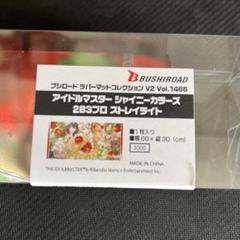 BUSHIROAD
ブシロード ラバーマットコレクション V2 Vol.1466
アイドルマスター シャイニーカラーズ
283プロ ストレイライト
■1枚入り
■横60×縦30(cm)
3000
MADE IN CHINA
THE IDOLM@STER™& ©Bandai Namco Entertainment Inc.